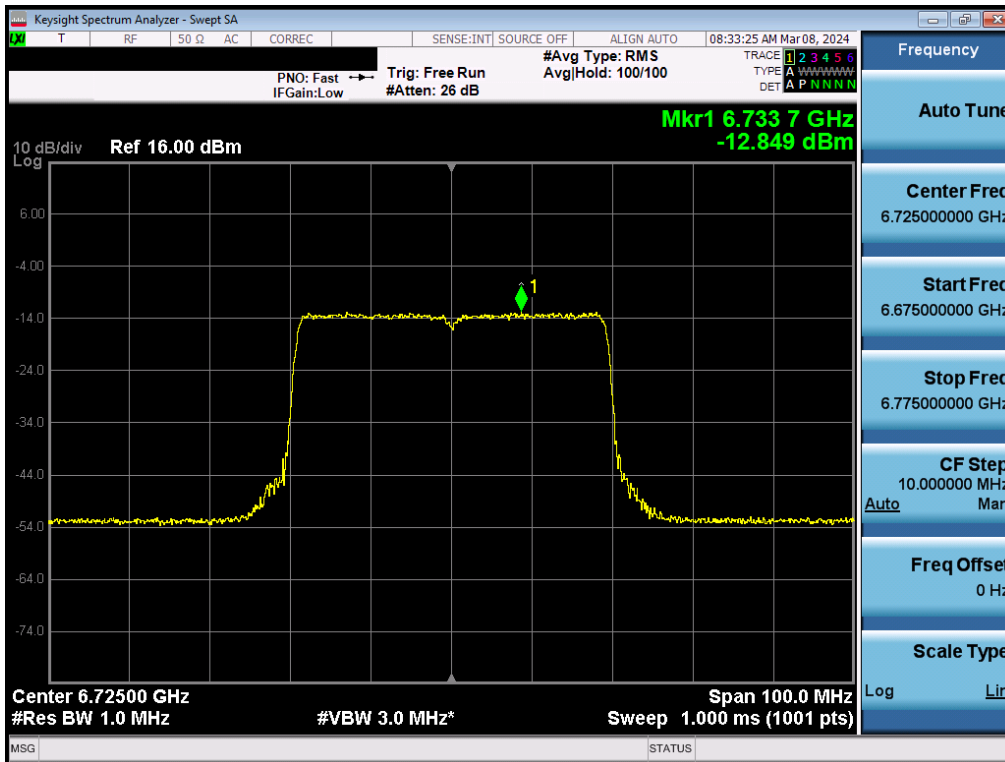 Keysight Spectrum Analyzer - Swept SA
LXI T RF 50 Ω AC CORREC SENSE:INT SOURCE OFF ALIGN AUTO 08:33:25 AM Mar 08, 2024
PNO: Fast
IFGain:Low
Trig: Free Run
#Atten: 26 dB
#Avg Type: RMS
Avg|Hold: 100/100
TRACE 1 2 3 4 5 6
TYPE A WWWWW
DET A P N N N N
Mkr1 6.733 7 GHz
-12.849 dBm
10 dB/div Ref 16.00 dBm
Log
6.00
-4.00
1
-14.0
-24.0
-34.0
-44.0
-54.0
-64.0
-74.0
Center 6.72500 GHz Span 100.0 MHz
#Res BW 1.0 MHz #VBW 3.0 MHz* Sweep 1.000 ms (1001 pts)
MSG STATUS
Frequency
Auto Tune
Center Freq
6.725000000 GHz
Start Freq
6.675000000 GHz
Stop Freq
6.775000000 GHz
CF Step
10.000000 MHz
Auto Man
Freq Offset
0 Hz
Scale Type
Log Lin